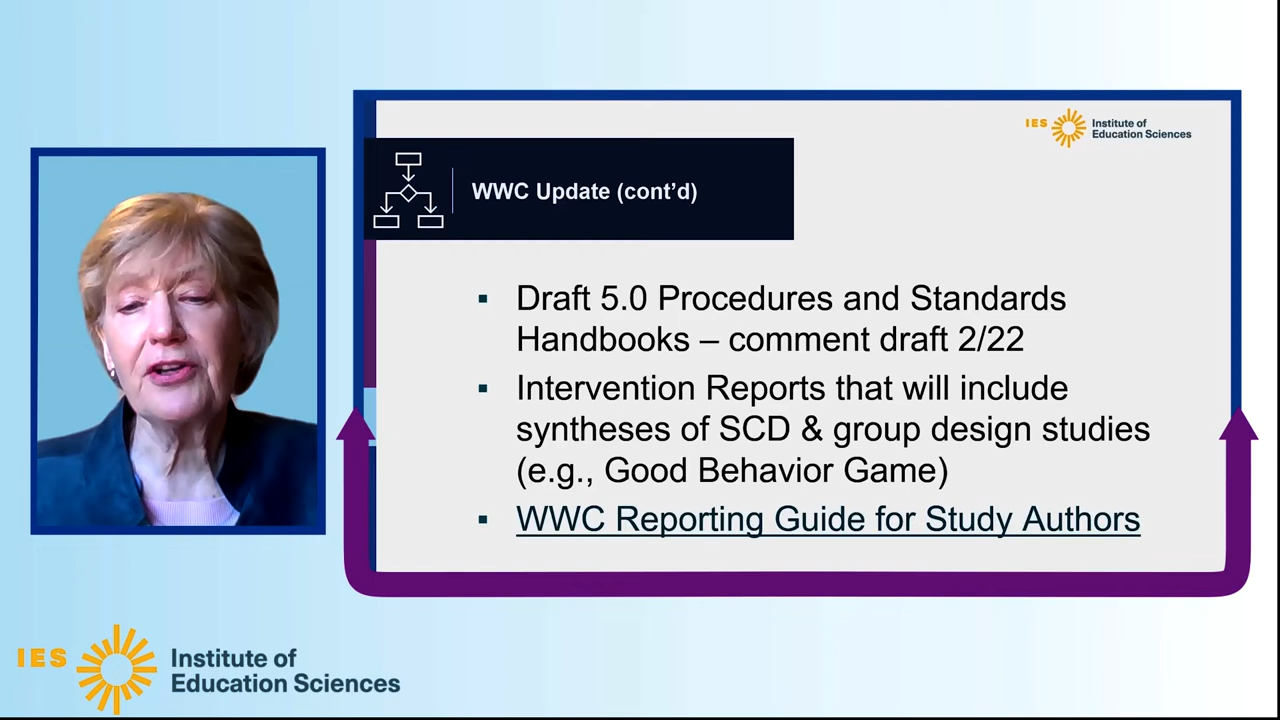 IES
Institute of
Education Sciences
WWC Update (cont’d)
▪ Draft 5.0 Procedures and Standards
Handbooks – comment draft 2/22
▪ Intervention Reports that will include
syntheses of SCD & group design studies
(e.g., Good Behavior Game)
▪ WWC Reporting Guide for Study Authors
IES
Institute of
Education Sciences